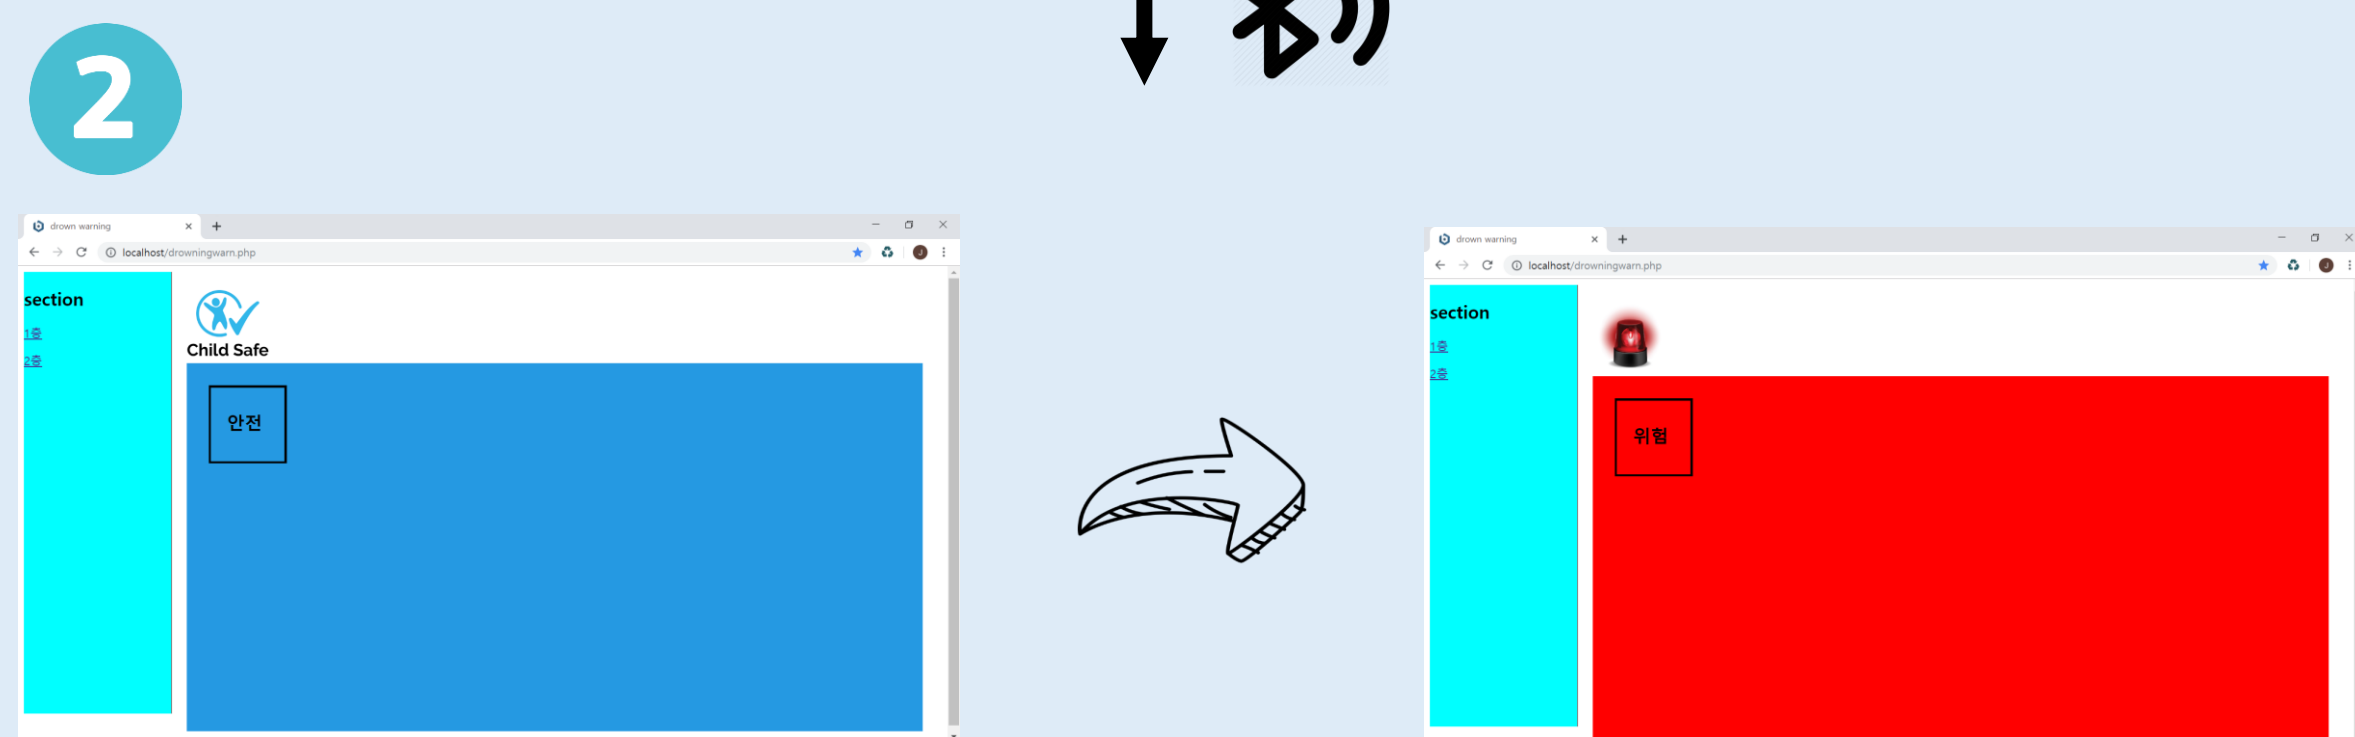 2
drown warning
localhost/drowningwarn.php
section
1층
2층
Child Safe
안전
drown warning
localhost/drowningwarn.php
section
1층
2층
위험